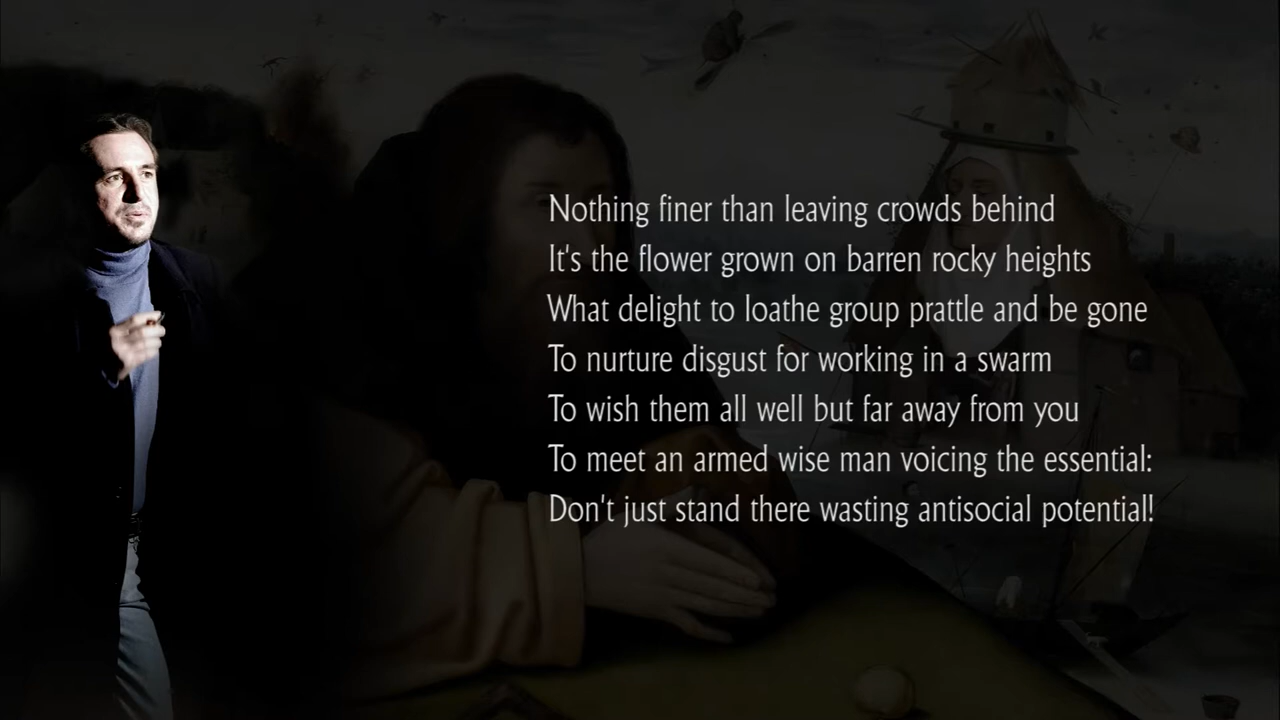 Nothing finer than leaving crowds behind
It's the flower grown on barren rocky heights
What delight to loathe group prattle and be gone
To nurture disgust for working in a swarm
To wish them all well but far away from you
To meet an armed wise man voicing the essential:
Don't just stand there wasting antisocial potential!